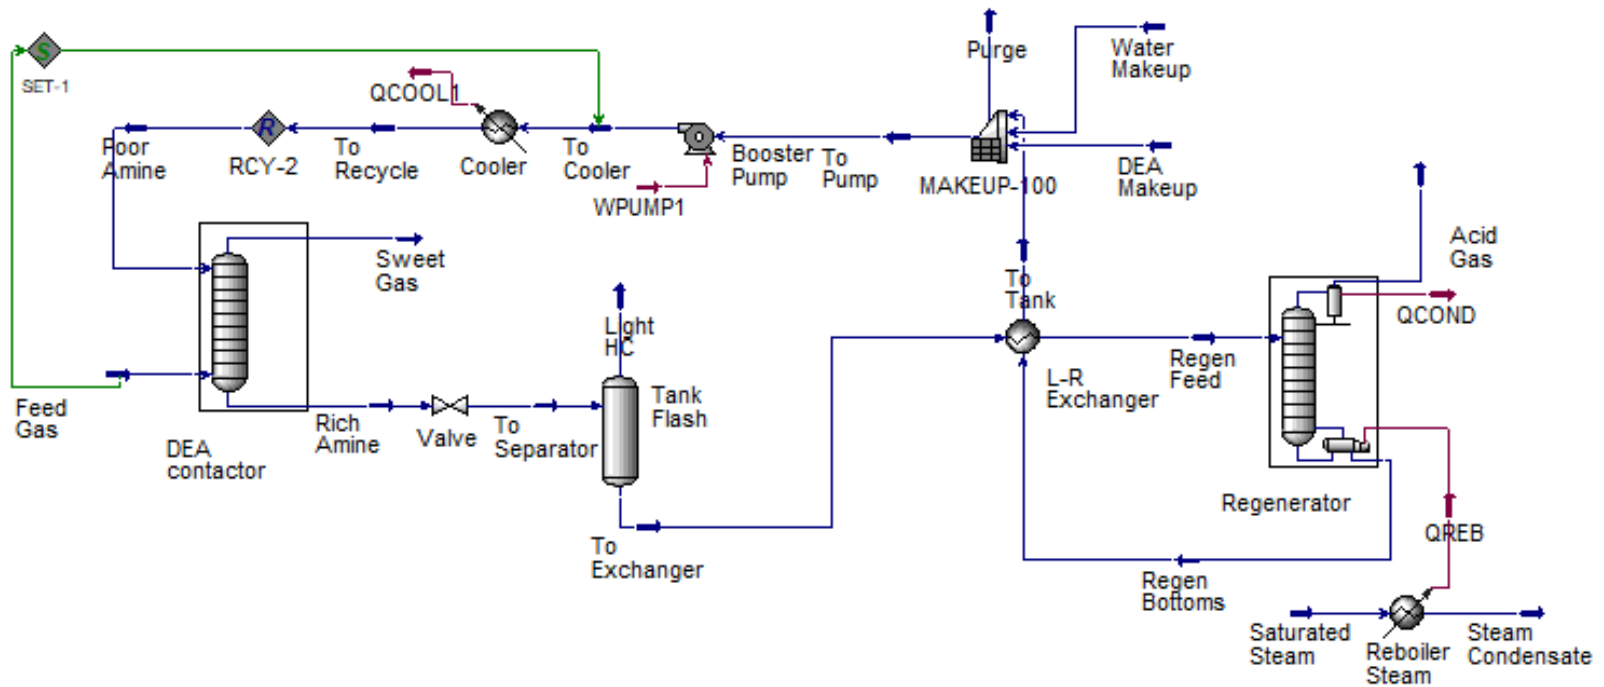 S
SET-1
QCOOL1
Purge
Water
Makeup
Poor
Amine
R
RCY-2
To
Recycle
Cooler
To
Cooler
WPUMP1
Booster
Pump
To
Pump
MAKEUP-100
DEA
Makeup
Sweet
Gas
Acid
Gas
To
Tank
QCOND
Light
HC
L-R
Exchanger
Regen
Feed
Feed
Gas
DEA
contactor
Rich
Amine
Valve
To
Separator
Tank
Flash
Regenerator
QREB
To
Exchanger
Regen
Bottoms
Saturated
Steam
Reboiler
Steam
Steam
Condensate